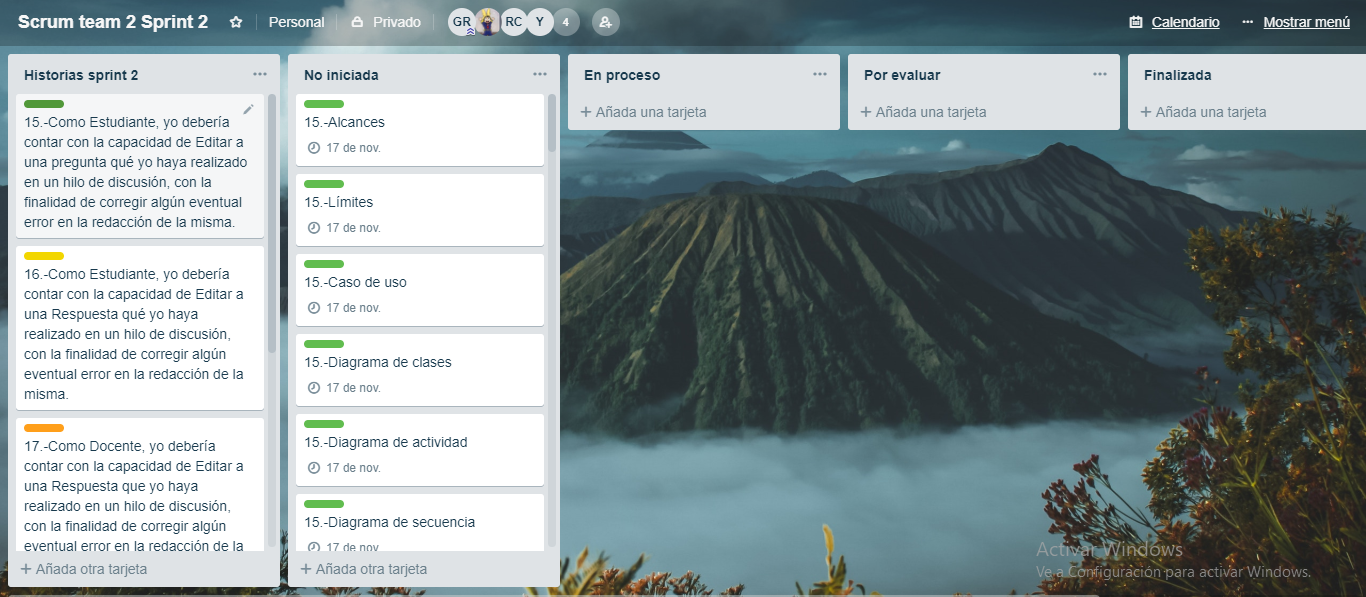 Scrum team 2 Sprint 2
Personal
Privado
GR
RC
Y
4
Calendario
Mostrar menú
Historias sprint 2
15.-Como Estudiante, yo debería
contar con la capacidad de Editar a
una pregunta qué yo haya realizado
en un hilo de discusión, con la
finalidad de corregir algún eventual
error en la redacción de la misma.
16.-Como Estudiante, yo debería
contar con la capacidad de Editar a
una Respuesta qué yo haya
realizado en un hilo de discusión,
con la finalidad de corregir algún
eventual error en la redacción de la
misma.
17.-Como Docente, yo debería
contar con la capacidad de Editar a
una Respuesta que yo haya
realizado en un hilo de discusión,
con la finalidad de corregir algún
eventual error en la redacción de la
+ Añada otra tarjeta
No iniciada
15.-Alcances
17 de nov.
15.-Límites
17 de nov.
15.-Caso de uso
17 de nov.
15.-Diagrama de clases
17 de nov.
15.-Diagrama de actividad
17 de nov.
15.-Diagrama de secuencia
17 de nov.
+ Añada otra tarjeta
En proceso
+ Añada una tarjeta
Por evaluar
+ Añada una tarjeta
Finalizada
+ Añada una tarjeta
Activar Windows
Ve a Configuración para activar Windows.